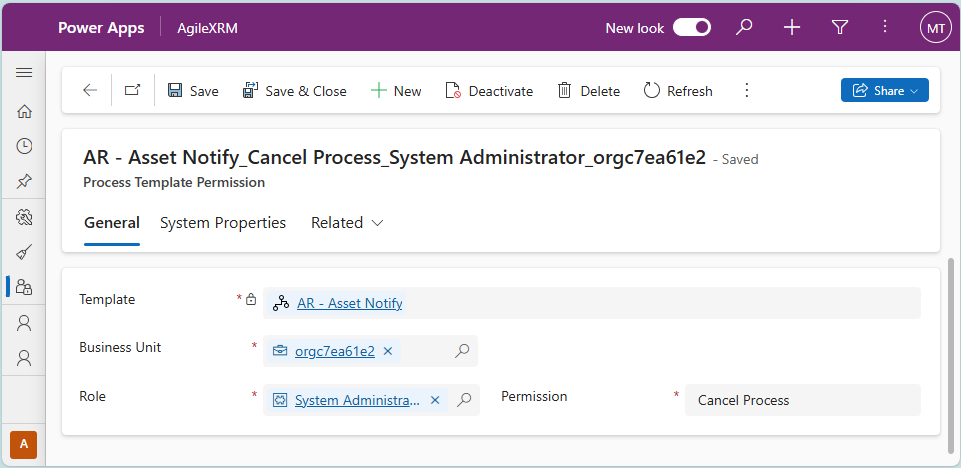 Power Apps AgileXRM New look MT
Save Save & Close New Deactivate Delete Refresh Share
AR - Asset Notify_Cancel Process_System Administrator_orgc7ea61e2 - Saved
Process Template Permission
General System Properties Related
Template * AR - Asset Notify
Business Unit * orgc7ea61e2
Role * System Administra... Permission * Cancel Process
A